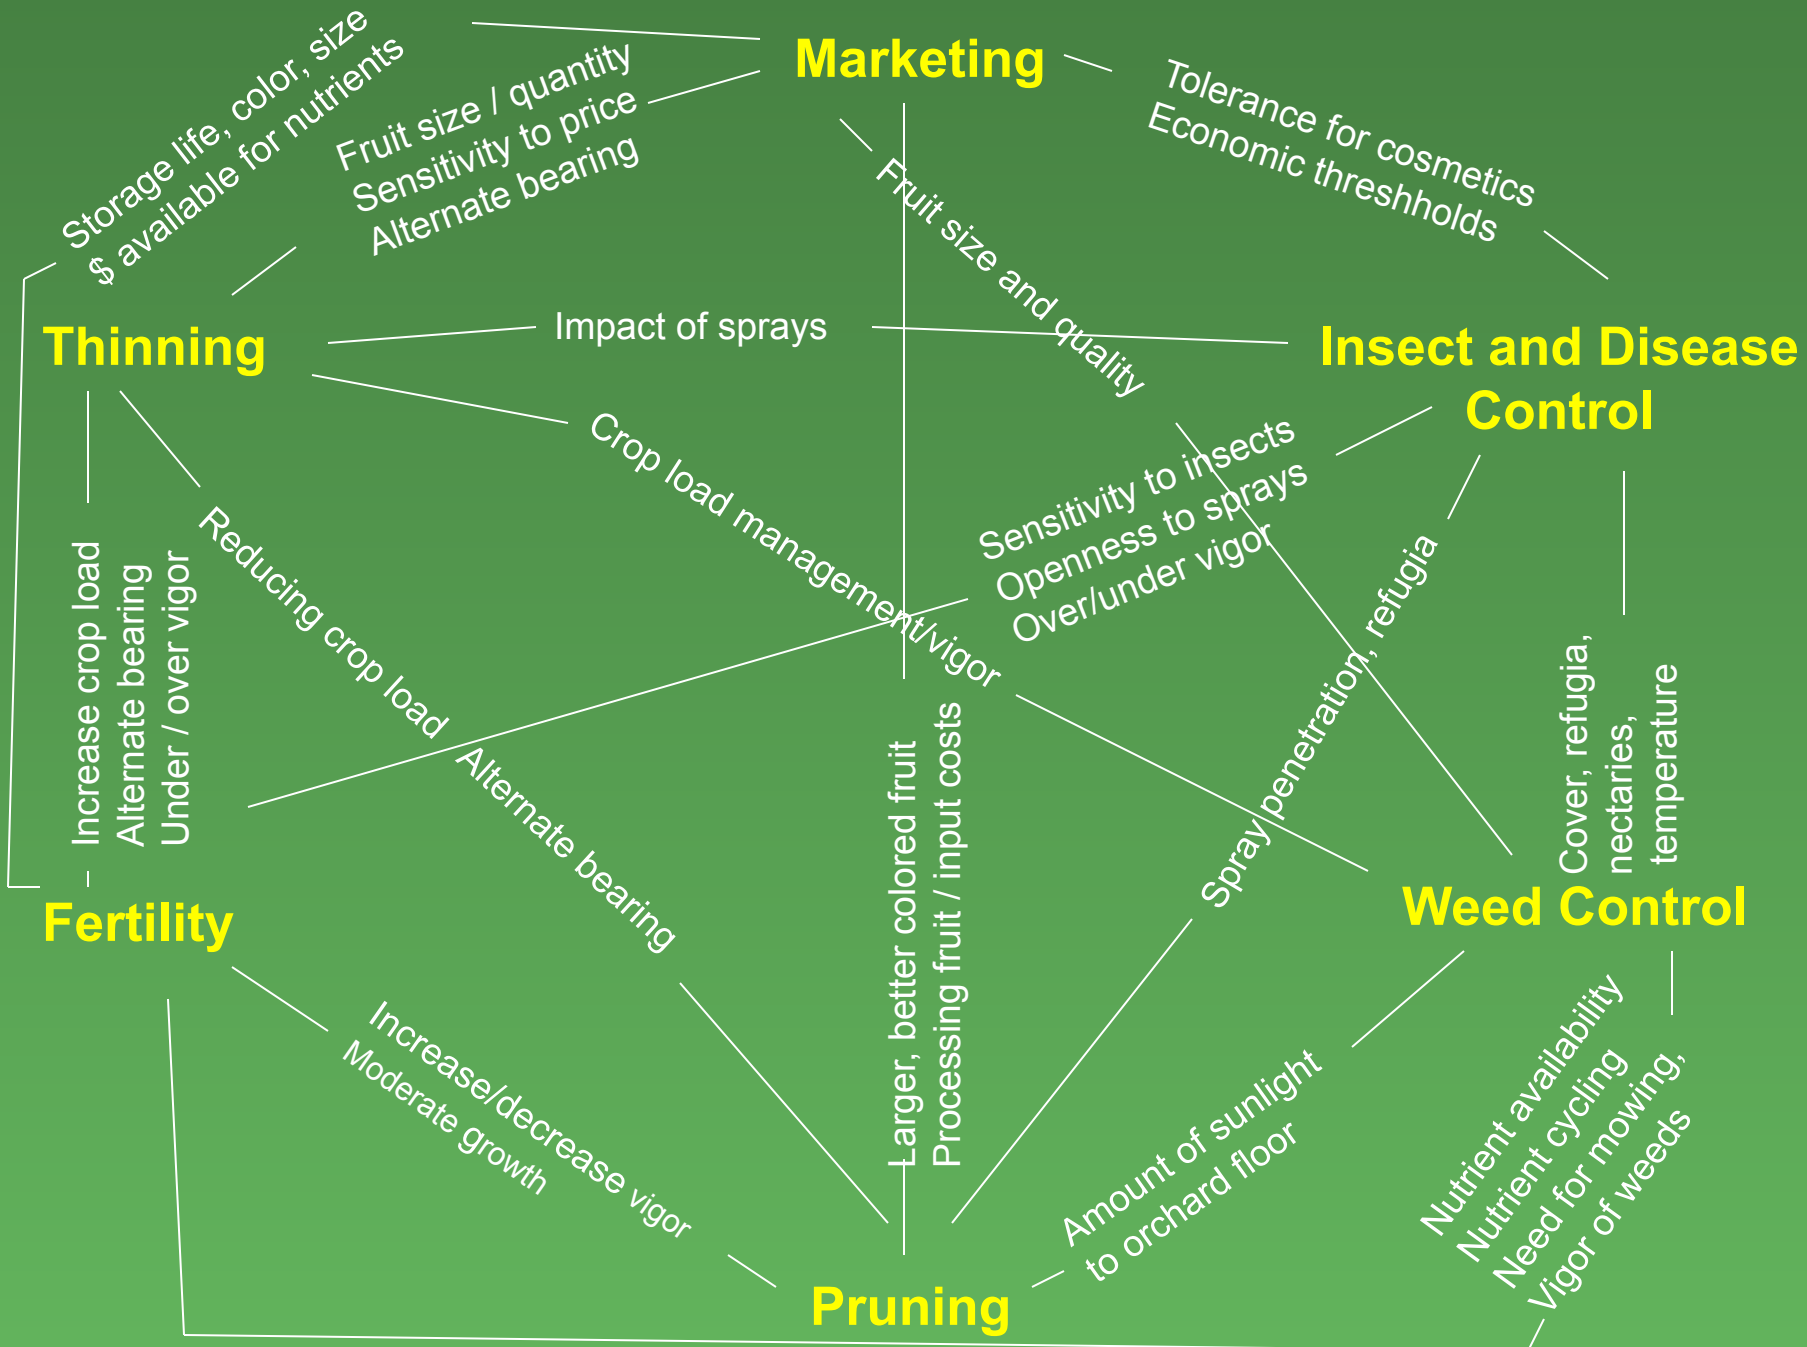 Storage life, color, size
$ available for nutrients
Fruit size / quantity
Sensitivity to price
Alternate bearing
Marketing
Tolerance for cosmetics
Economic threshholds
Fruit size and quality
Thinning
Impact of sprays
Insect and Disease
Control
Crop load management/vigor
Sensitivity to insects
Openness to sprays
Over/under vigor
Reducing crop load
Alternate bearing
Increase crop load
Alternate bearing
Under / over vigor
Spray penetration, refugia
Cover, refugia,
nectaries,
temperature
Larger, better colored fruit
Processing fruit / input costs
Fertility
Weed Control
Increase/decrease vigor
Moderate growth
Amount of sunlight
to orchard floor
Nutrient availability
Nutrient cycling
Need for mowing,
Vigor of weeds
Pruning